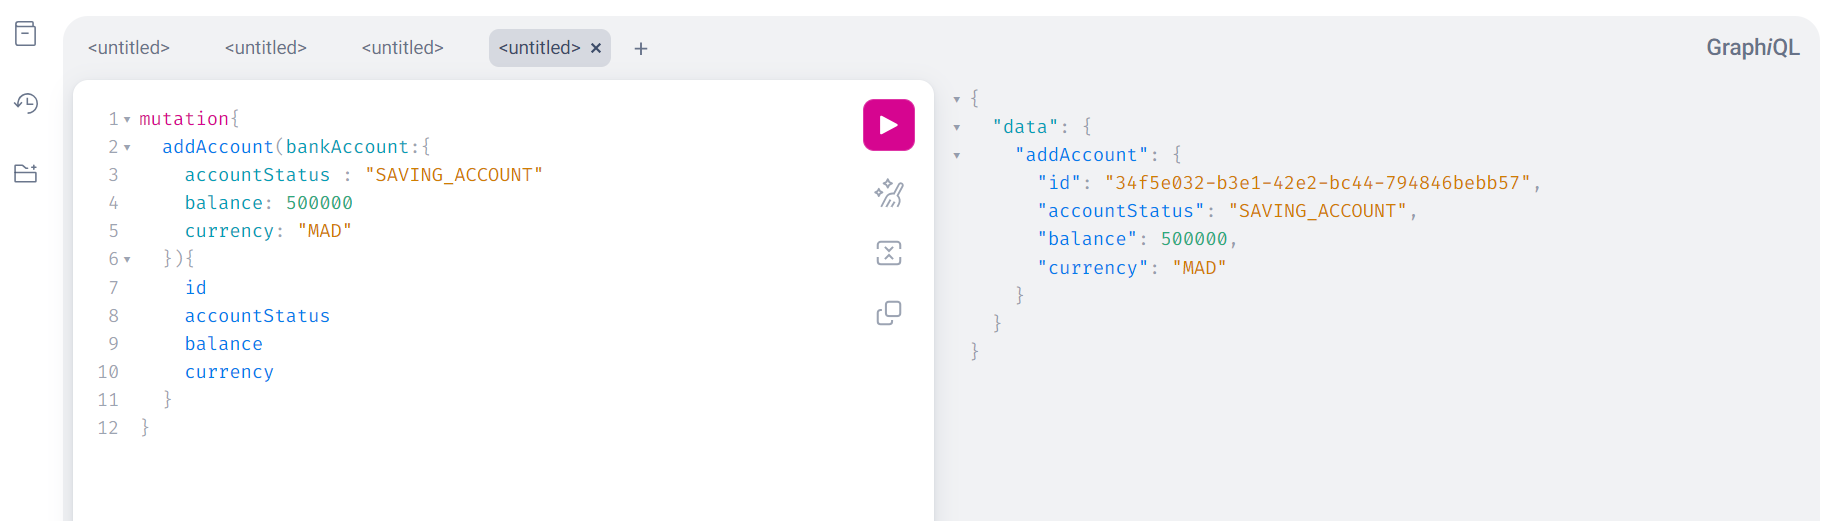 <untitled> <untitled> <untitled> <untitled> × + GraphiQL
1 mutation{
2 addAccount(bankAccount:{
3 accountStatus : "SAVING_ACCOUNT"
4 balance: 500000
5 currency: "MAD"
6 }){
7 id
8 accountStatus
9 balance
10 currency
11 }
12 }
{
"data": {
"addAccount": {
"id": "34f5e032-b3e1-42e2-bc44-794846bebb57",
"accountStatus": "SAVING_ACCOUNT",
"balance": 500000,
"currency": "MAD"
}
}
}